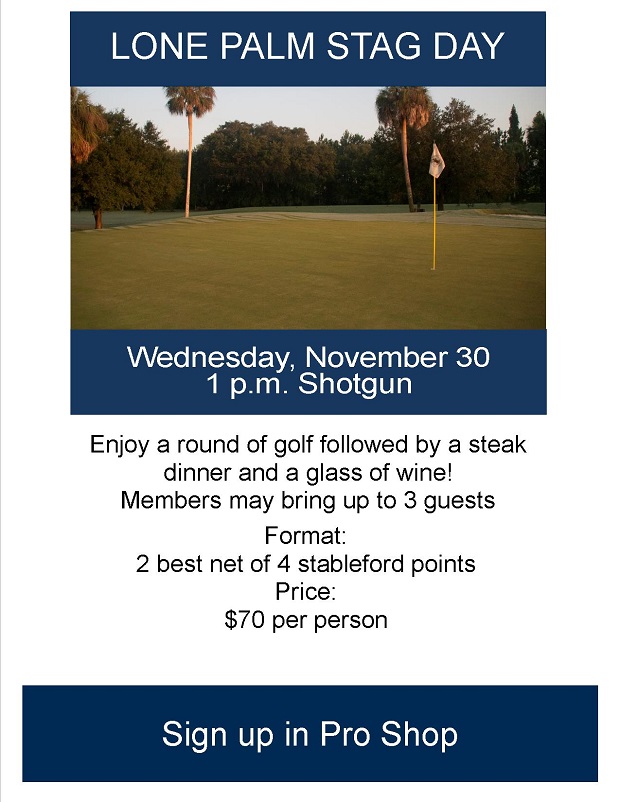 LONE PALM STAG DAY
Wednesday, November 30
1 p.m. Shotgun
Enjoy a round of golf followed by a steak
dinner and a glass of wine!
Members may bring up to 3 guests
Format:
2 best net of 4 stableford points
Price:
$70 per person
Sign up in Pro Shop